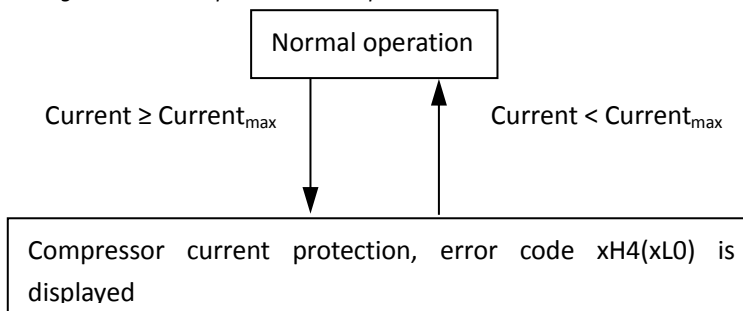 Normal operation
Current ≥ Currentmax
Current < Currentmax
Compressor current protection, error code xH4(xL0) is
displayed